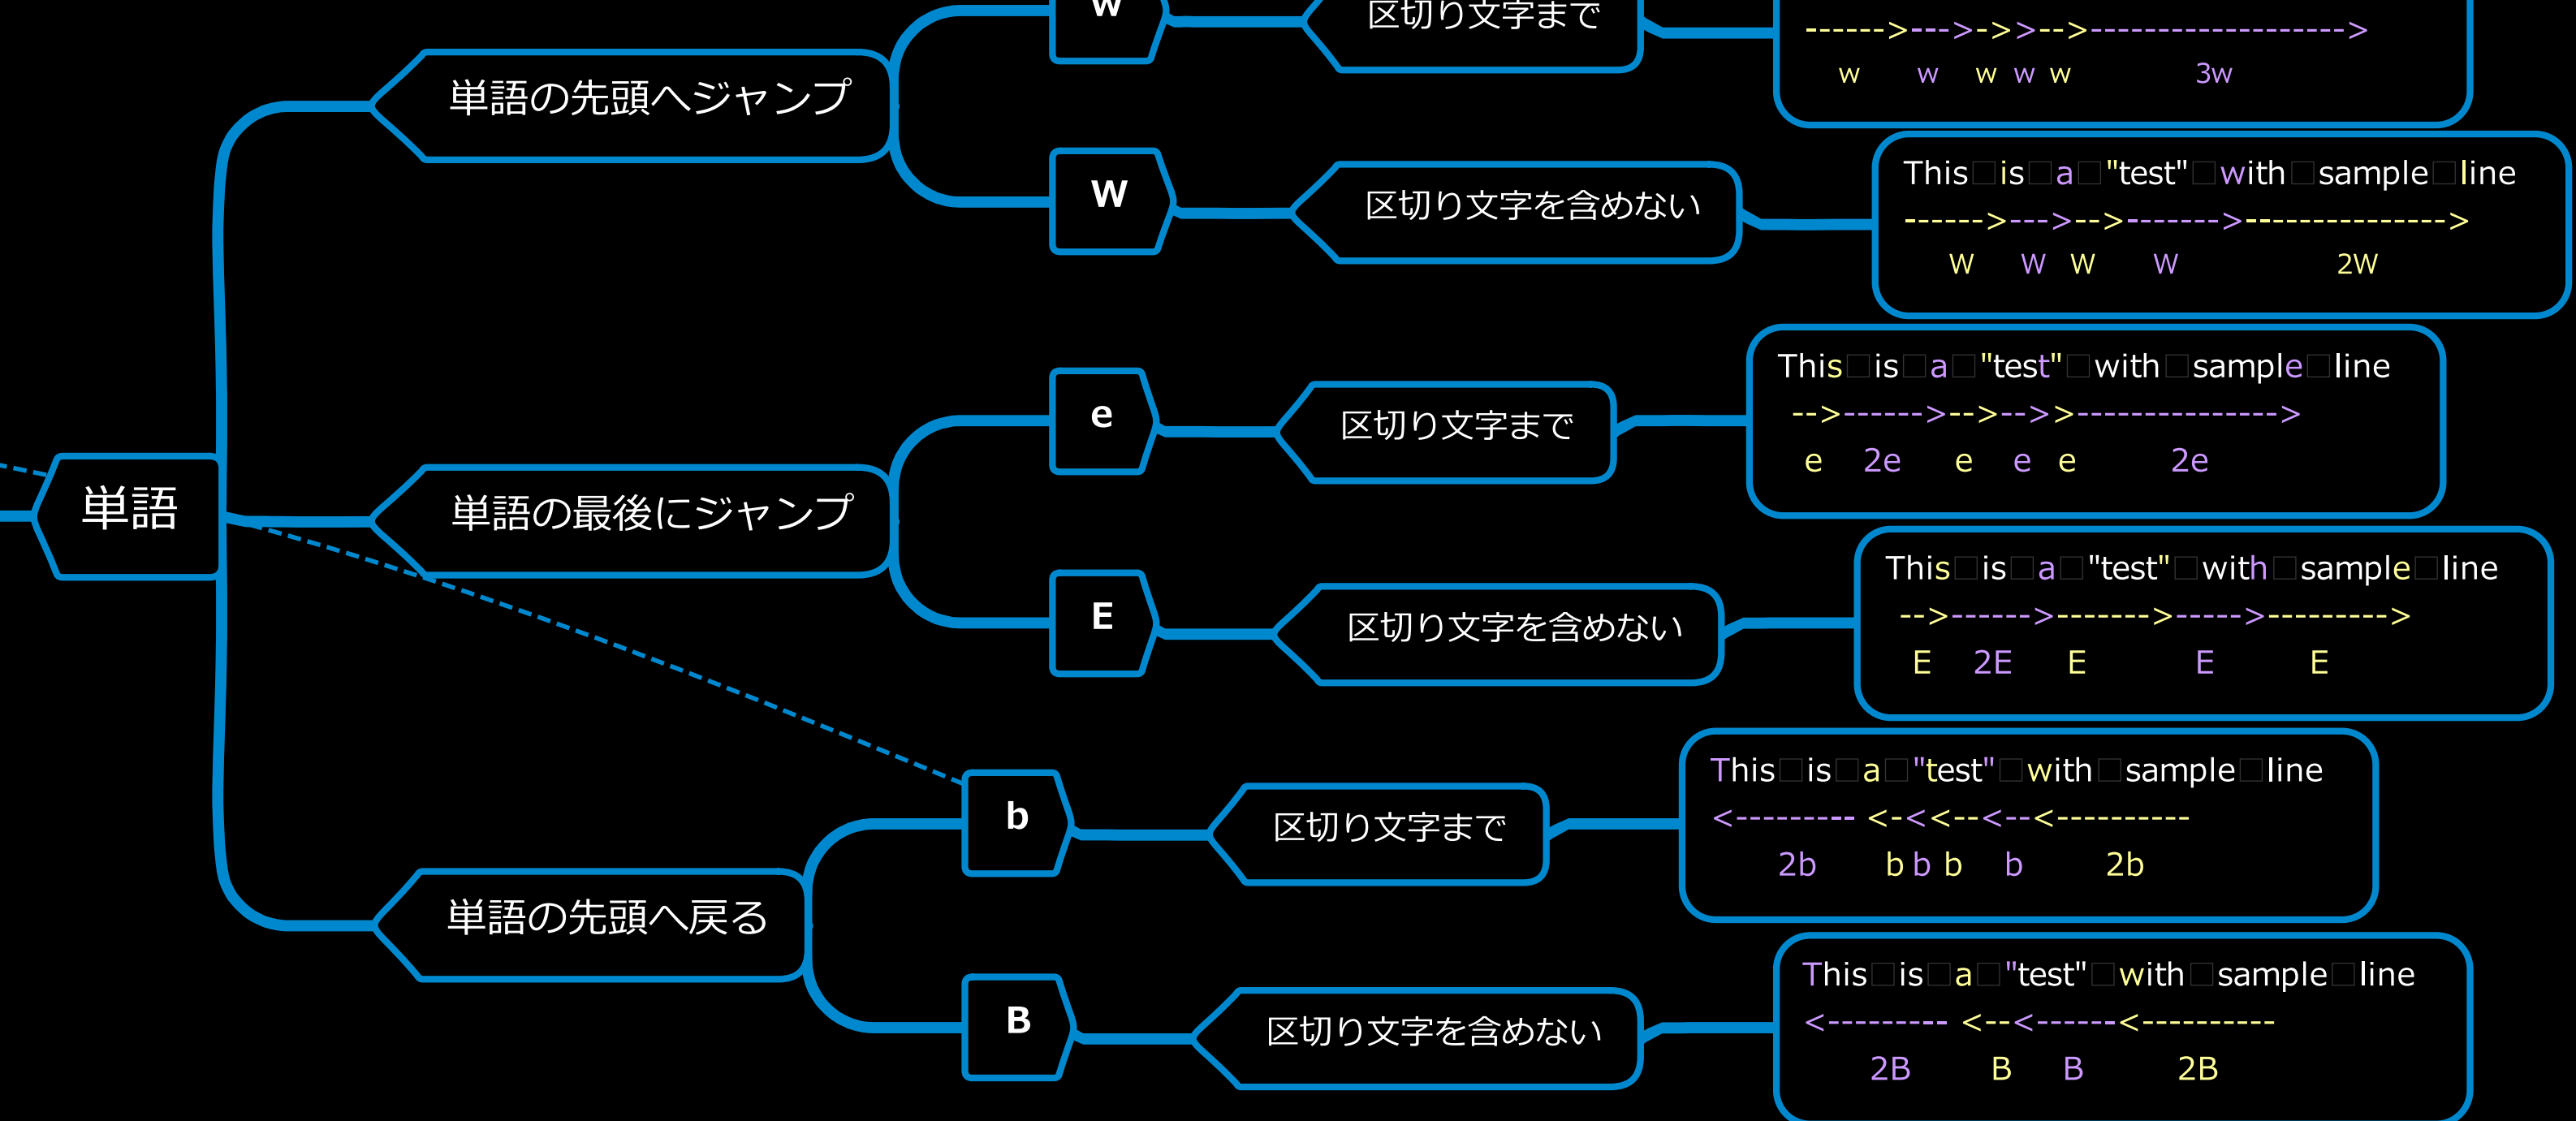 単語
単語の先頭へジャンプ
w
区切り文字まで
------>--->->>-->------------------->
w w w w w 3w
W
区切り文字を含めない
This□is□a□"test"□with□sample□line
------>--->-->------->--------------->
W W W W 2W
単語の最後にジャンプ
e
区切り文字まで
This□is□a□"test"□with□sample□line
-->------>-->-->>--------------->
e 2e e e e 2e
E
区切り文字を含めない
This□is□a□"test"□with□sample□line
-->------>-------->----->--------->
E 2E E E E
単語の先頭へ戻る
b
区切り文字まで
This□is□a□"test"□with□sample□line
<--------- <-<<--<--<----------
2b b b b b 2b
B
区切り文字を含めない
This□is□a□"test"□with□sample□line
<--------- <--<------<----------
2B B B 2B